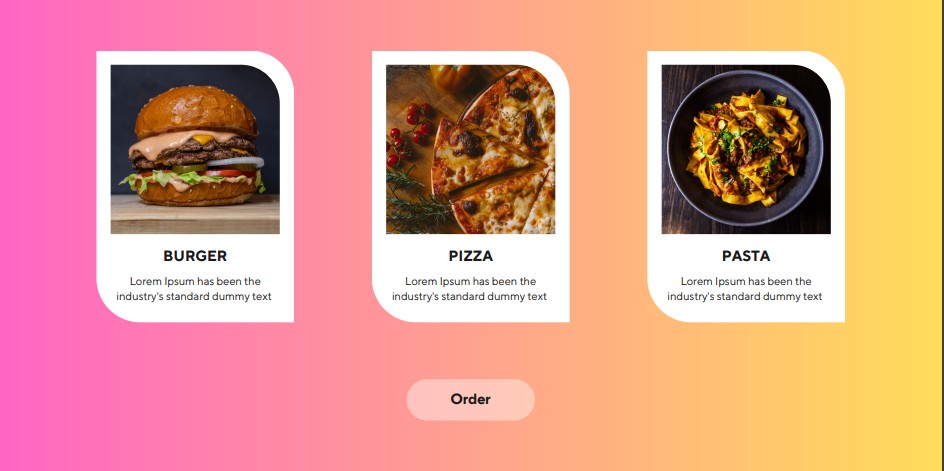 BURGER
Lorem Ipsum has been the
industry's standard dummy text
PIZZA
Lorem Ipsum has been the
industry's standard dummy text
PASTA
Lorem Ipsum has been the
industry's standard dummy text
Order